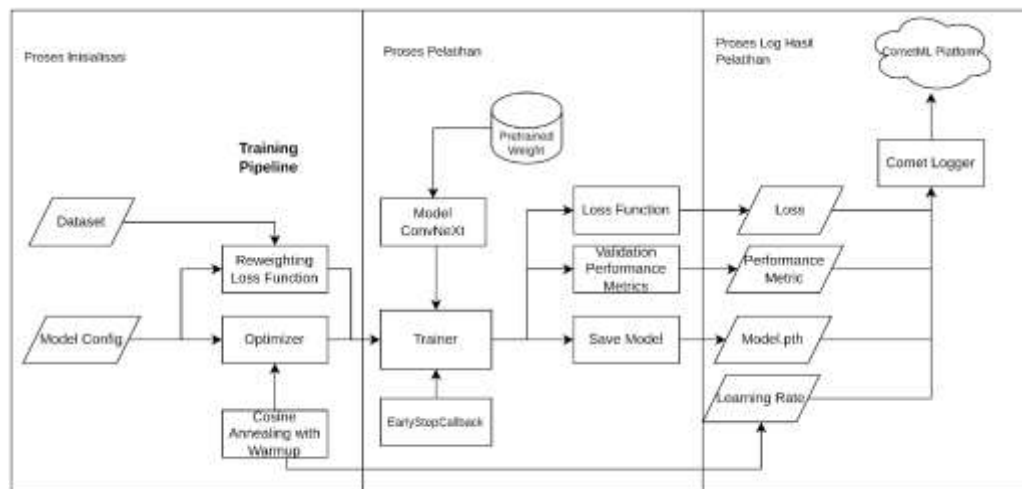 Proses Inisialisasi
Training
Pipeline
Dataset
Reweighting
Loss Function
Model Config
Optimizer
Cosine
Annealing with
Warmup
Proses Pelatihan
Pretrained
Weight
Model
ConvNeXt
Trainer
EarlyStopCallback
Loss Function
Validation
Performance
Metrics
Save Model
Proses Log Hasil
Pelatihan
CometML Platform
Comet Logger
Loss
Performance
Metric
Model.pth
Learning Rate